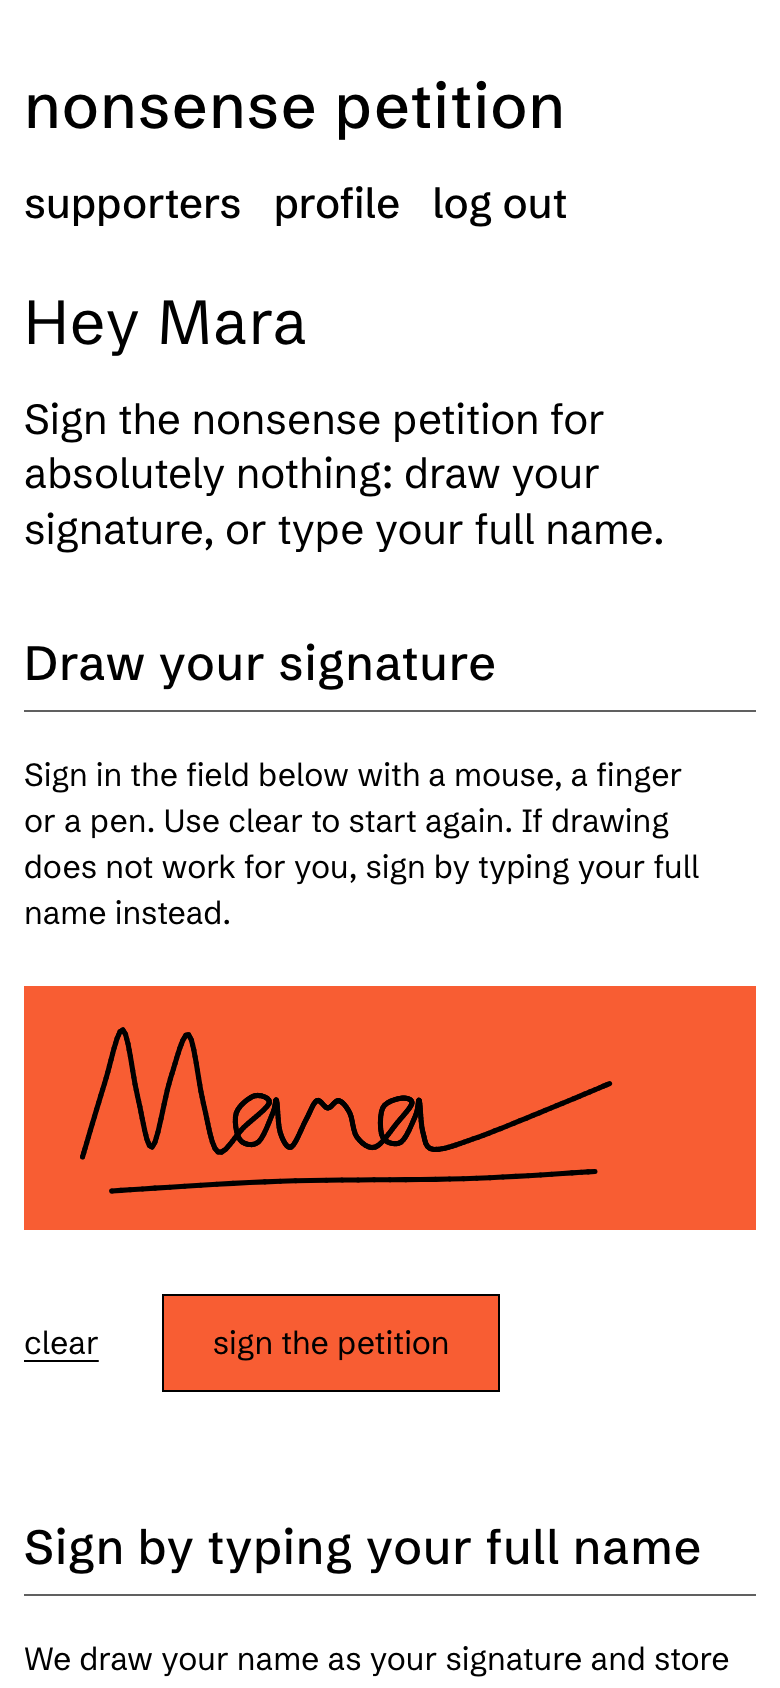 nonsense petition
supporters profile log out
Hey Mara
Sign the nonsense petition for
absolutely nothing: draw your
signature, or type your full name.
Draw your signature
Sign in the field below with a mouse, a finger
or a pen. Use clear to start again. If drawing
does not work for you, sign by typing your full
name instead.
Mara
clear sign the petition
Sign by typing your full name
We draw your name as your signature and store